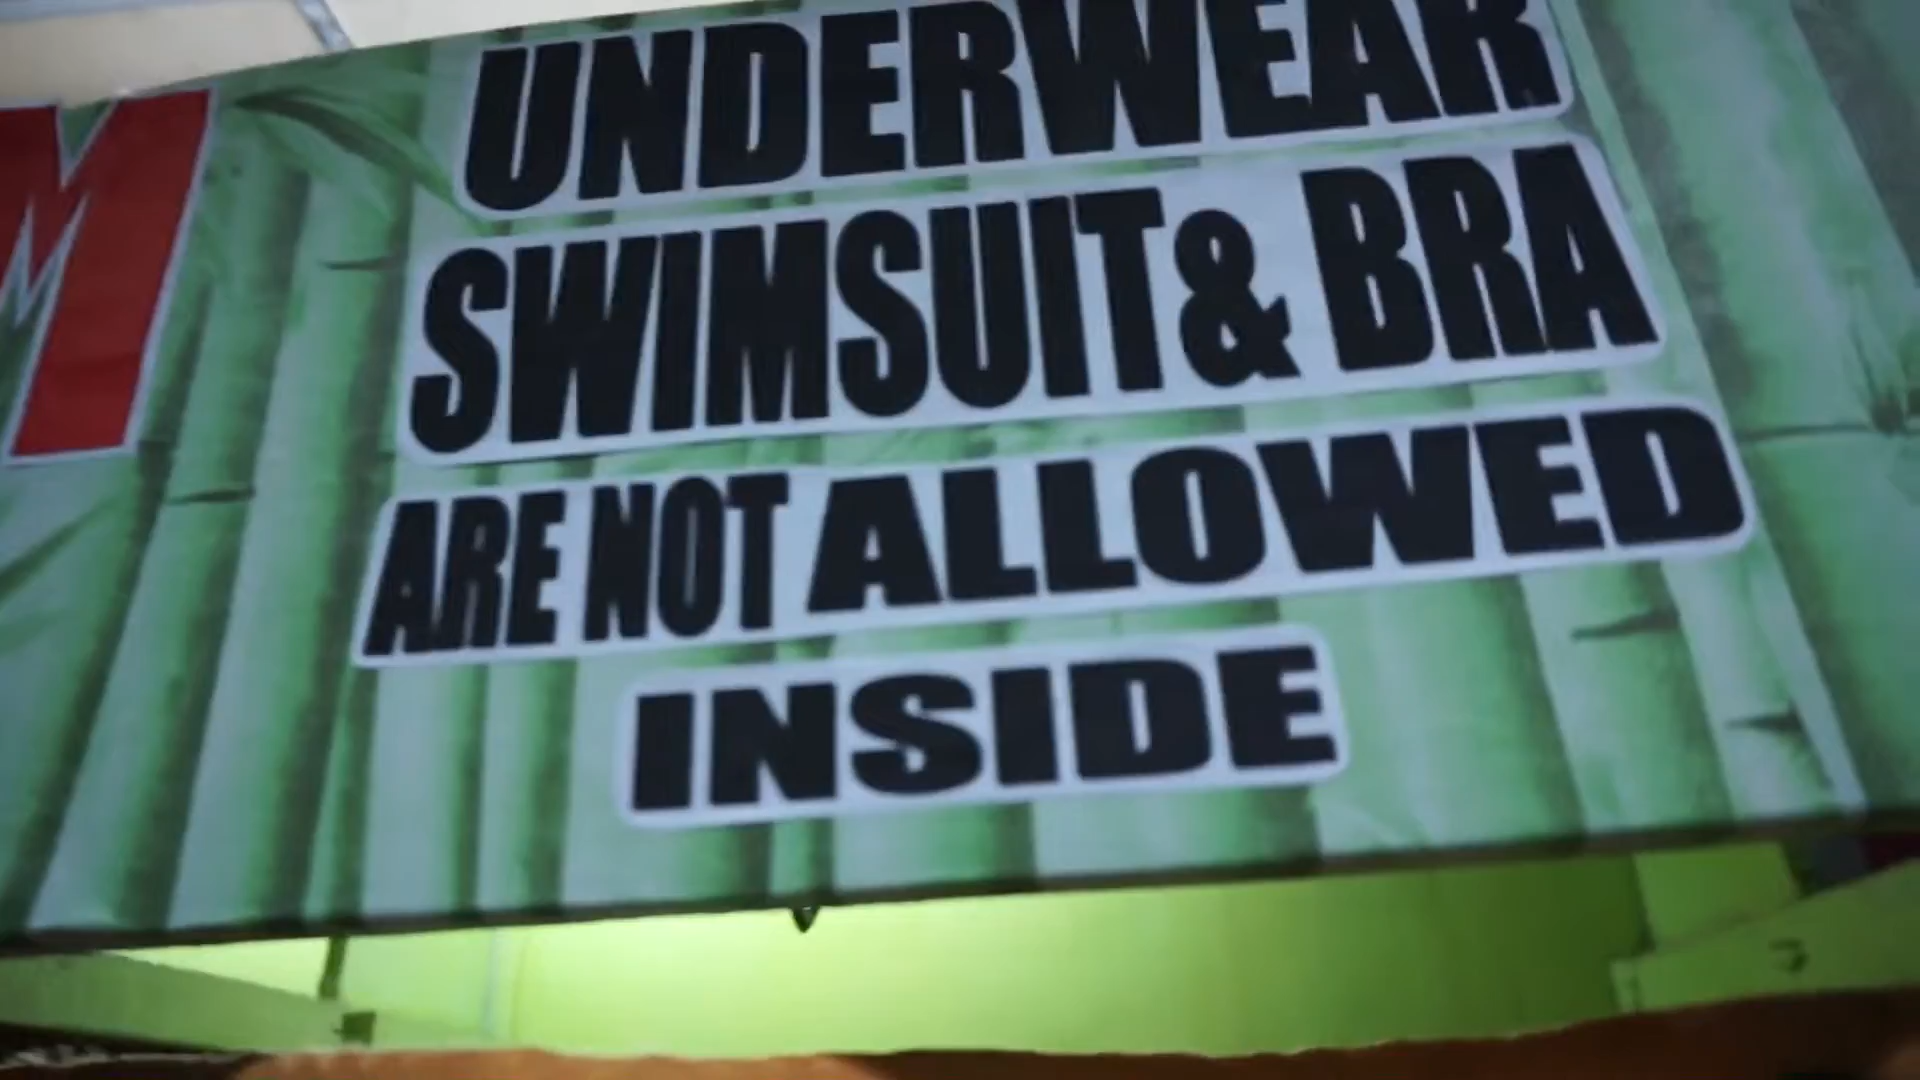 M
UNDERWEAR
SWIMSUIT & BRA
ARE NOT ALLOWED
INSIDE